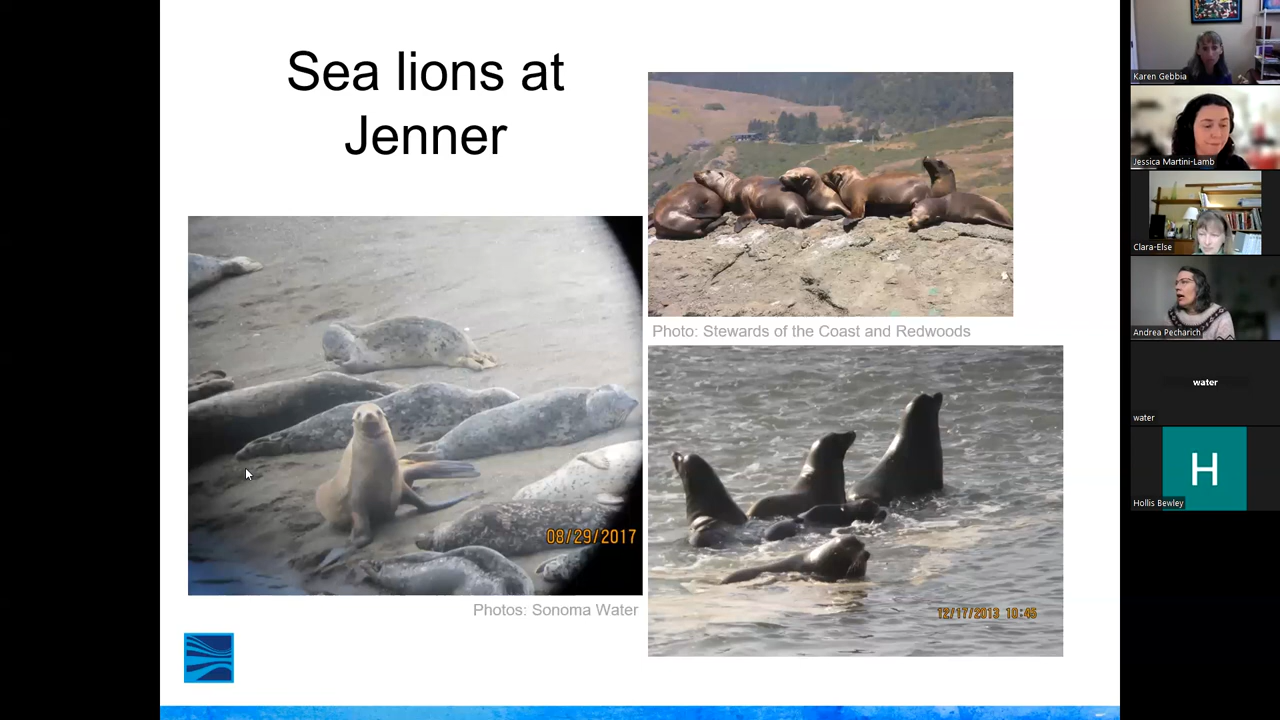 Sea lions at
Jenner
Photo: Stewards of the Coast and Redwoods
08/29/2017
Photos: Sonoma Water
12/17/2013 10:45
Karen Gebbia
Jessica Martini-Lamb
Clara-Else
Andrea Pecharich
water
water
H
Hollis Bewley